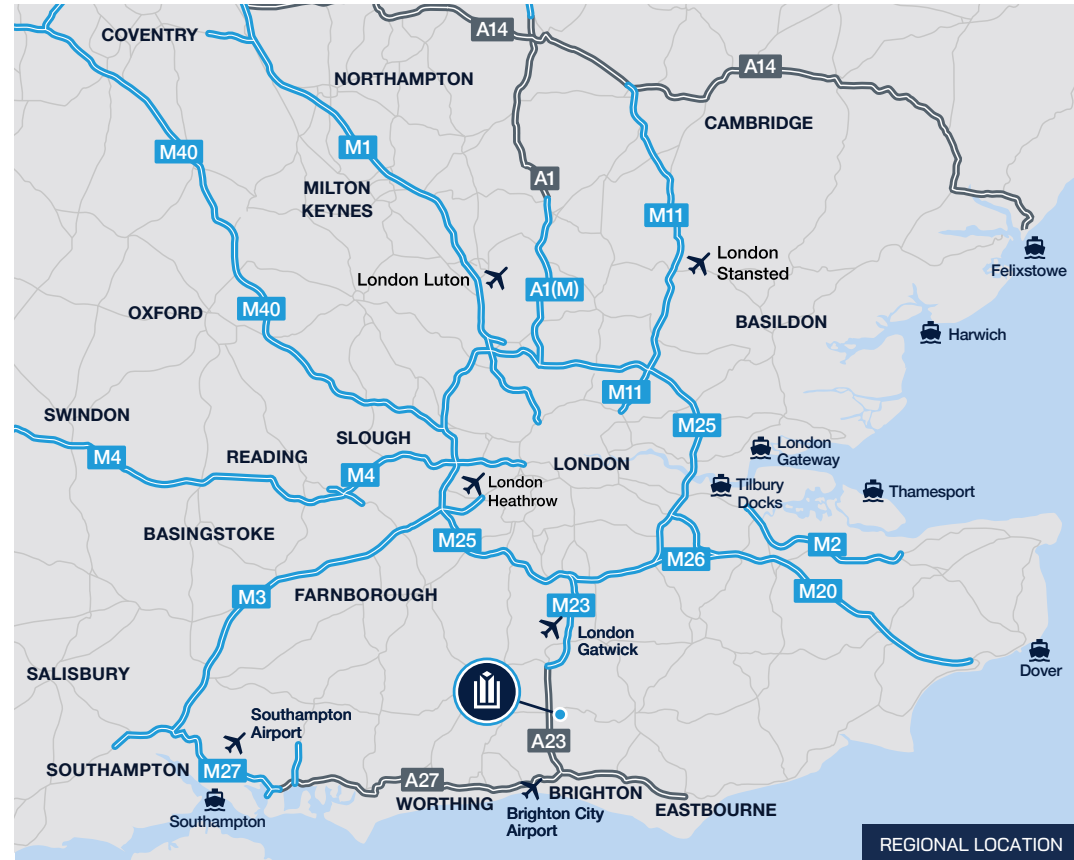 COVENTRY
A14
NORTHAMPTON
A14
CAMBRIDGE
M40
M1
A1
MILTON
KEYNES
M11
London
Stansted
Felixstowe
London Luton
A1(M)
OXFORD
M40
BASILDON
Harwich
M11
SWINDON
M25
SLOUGH
READING
M4
M4
LONDON
London
Gateway
London
Heathrow
Tilbury
Docks
Thamesport
BASINGSTOKE
M25
M2
M26
M3
FARNBOROUGH
M23
M20
London
Gatwick
SALISBURY
Dover
Southampton
Airport
A23
SOUTHAMPTON
M27
A27
WORTHING
BRIGHTON
EASTBOURNE
Southampton
Brighton City
Airport
REGIONAL LOCATION